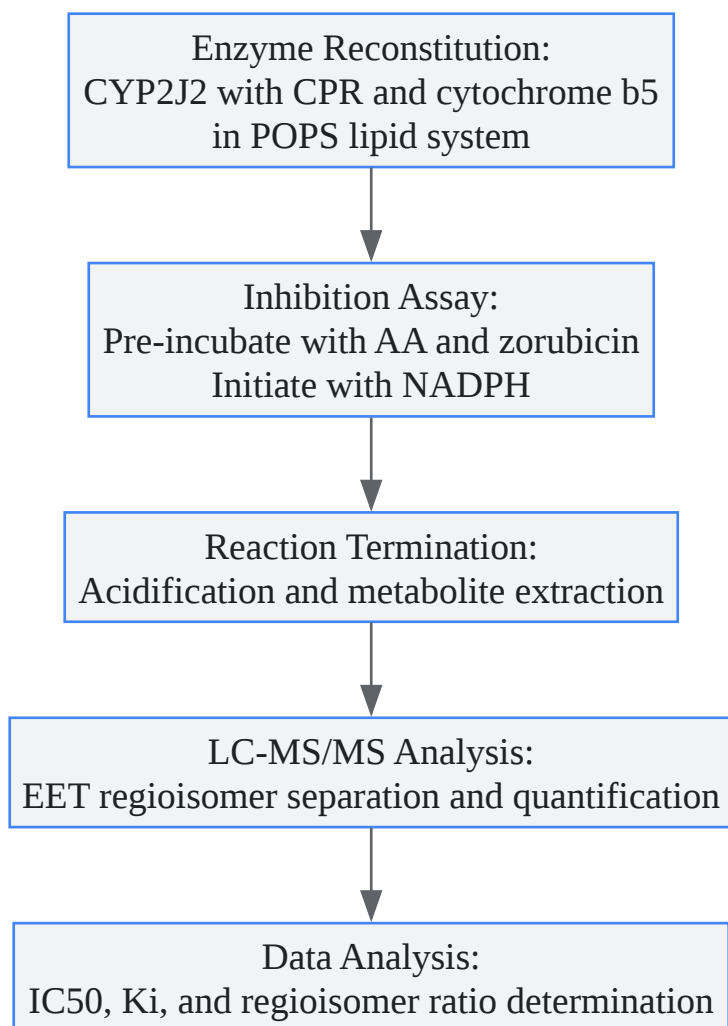 Enzyme Reconstitution:
CYP2J2 with CPR and cytochrome b5
in POPS lipid system
Inhibition Assay:
Pre-incubate with AA and zorubicin
Initiate with NADPH
Reaction Termination:
Acidification and metabolite extraction
LC-MS/MS Analysis:
EET regioisomer separation and quantification
Data Analysis:
IC50, Ki, and regioisomer ratio determination